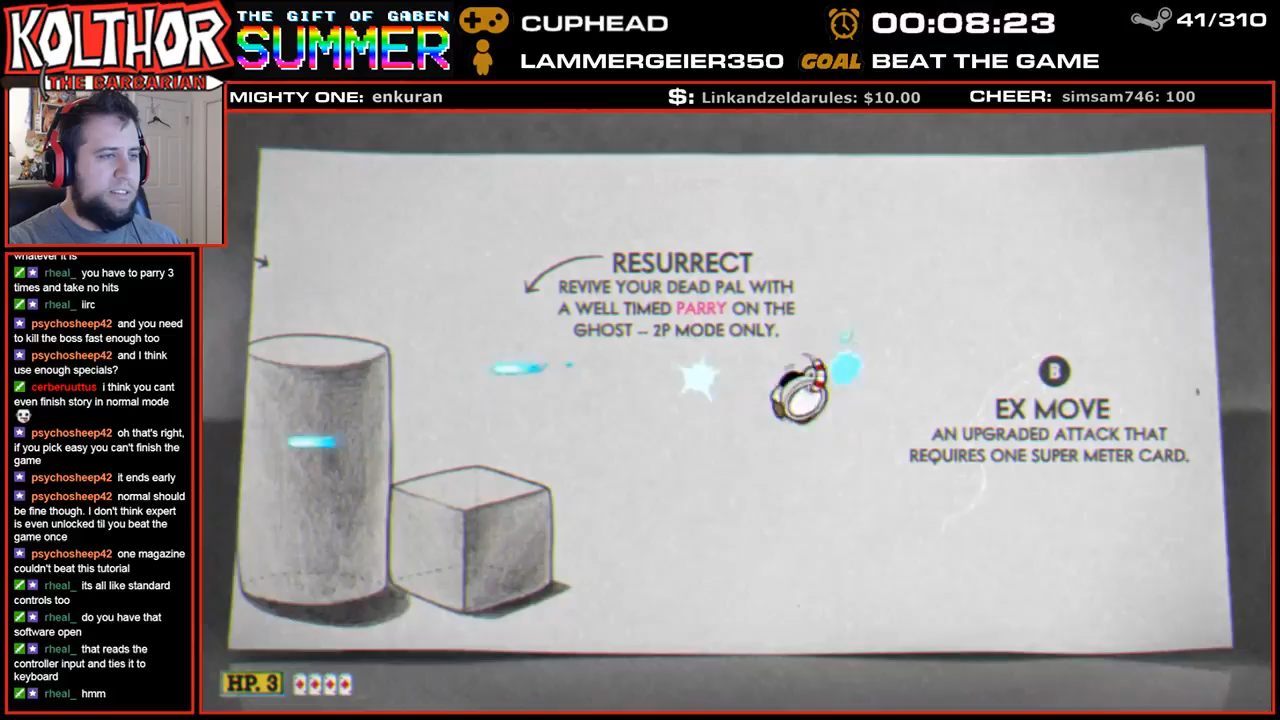 KOLTHOR
THE BARBARIAN
THE GIFT OF GABEN
SUMMER
CUPHEAD
LAMMERGEIER350
00:08:23
GOAL BEAT THE GAME
41/310
MIGHTY ONE: enkuran
$: Linkandzeldarules: $10.00
CHEER: simsam746: 100
whatever it is
rheal_ you have to parry 3
times and take no hits
rheal_ iirc
psychosheep42 and you need
to kill the boss fast enough too
psychosheep42 and I think
use enough specials?
cerberuuttus i think you cant
even finish story in normal mode
psychosheep42 oh that's right,
if you pick easy you can't finish the
game
psychosheep42 it ends early
psychosheep42 normal should
be fine though. I don't think expert
is even unlocked til you beat the
game once
psychosheep42 one magazine
couldn't beat this tutorial
rheal_ its all like standard
controls too
rheal_ do you have that
software open
rheal_ that reads the
controller input and ties it to
keyboard
rheal_ hmm
RESURRECT
REVIVE YOUR DEAD PAL WITH
A WELL TIMED PARRY ON THE
GHOST – 2P MODE ONLY.
B
EX MOVE
AN UPGRADED ATTACK THAT
REQUIRES ONE SUPER METER CARD.
HP. 3